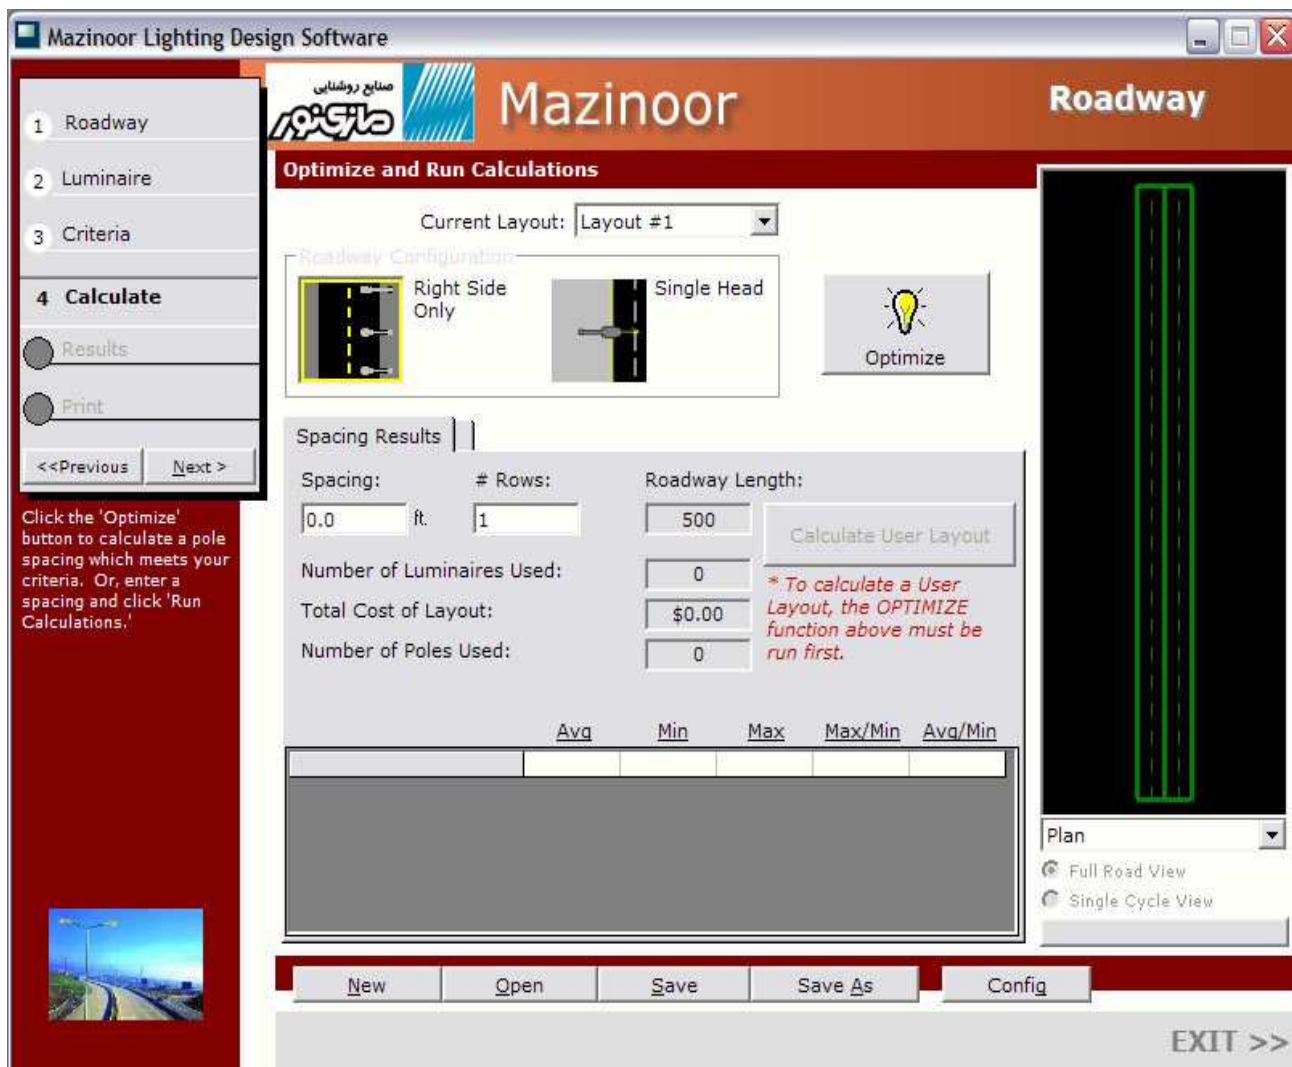 Mazinoor Lighting Design Software
صنایع روشنایی
مازی نور
Mazinoor
Roadway
1 Roadway
2 Luminaire
3 Criteria
4 Calculate
Results
Print
<<Previous
Next >
Click the 'Optimize'
button to calculate a pole
spacing which meets your
criteria. Or, enter a
spacing and click 'Run
Calculations.'
Optimize and Run Calculations
Current Layout: Layout #1
Roadway Configuration
Right Side
Only
Single Head
Optimize
Spacing Results
Spacing: # Rows: Roadway Length:
0.0 ft. 1 500
Calculate User Layout
Number of Luminaires Used: 0
Total Cost of Layout: $0.00
Number of Poles Used: 0
* To calculate a User
Layout, the OPTIMIZE
function above must be
run first.
Avg Min Max Max/Min Avg/Min
Plan
Full Road View
Single Cycle View
New Open Save Save As Config
EXIT >>